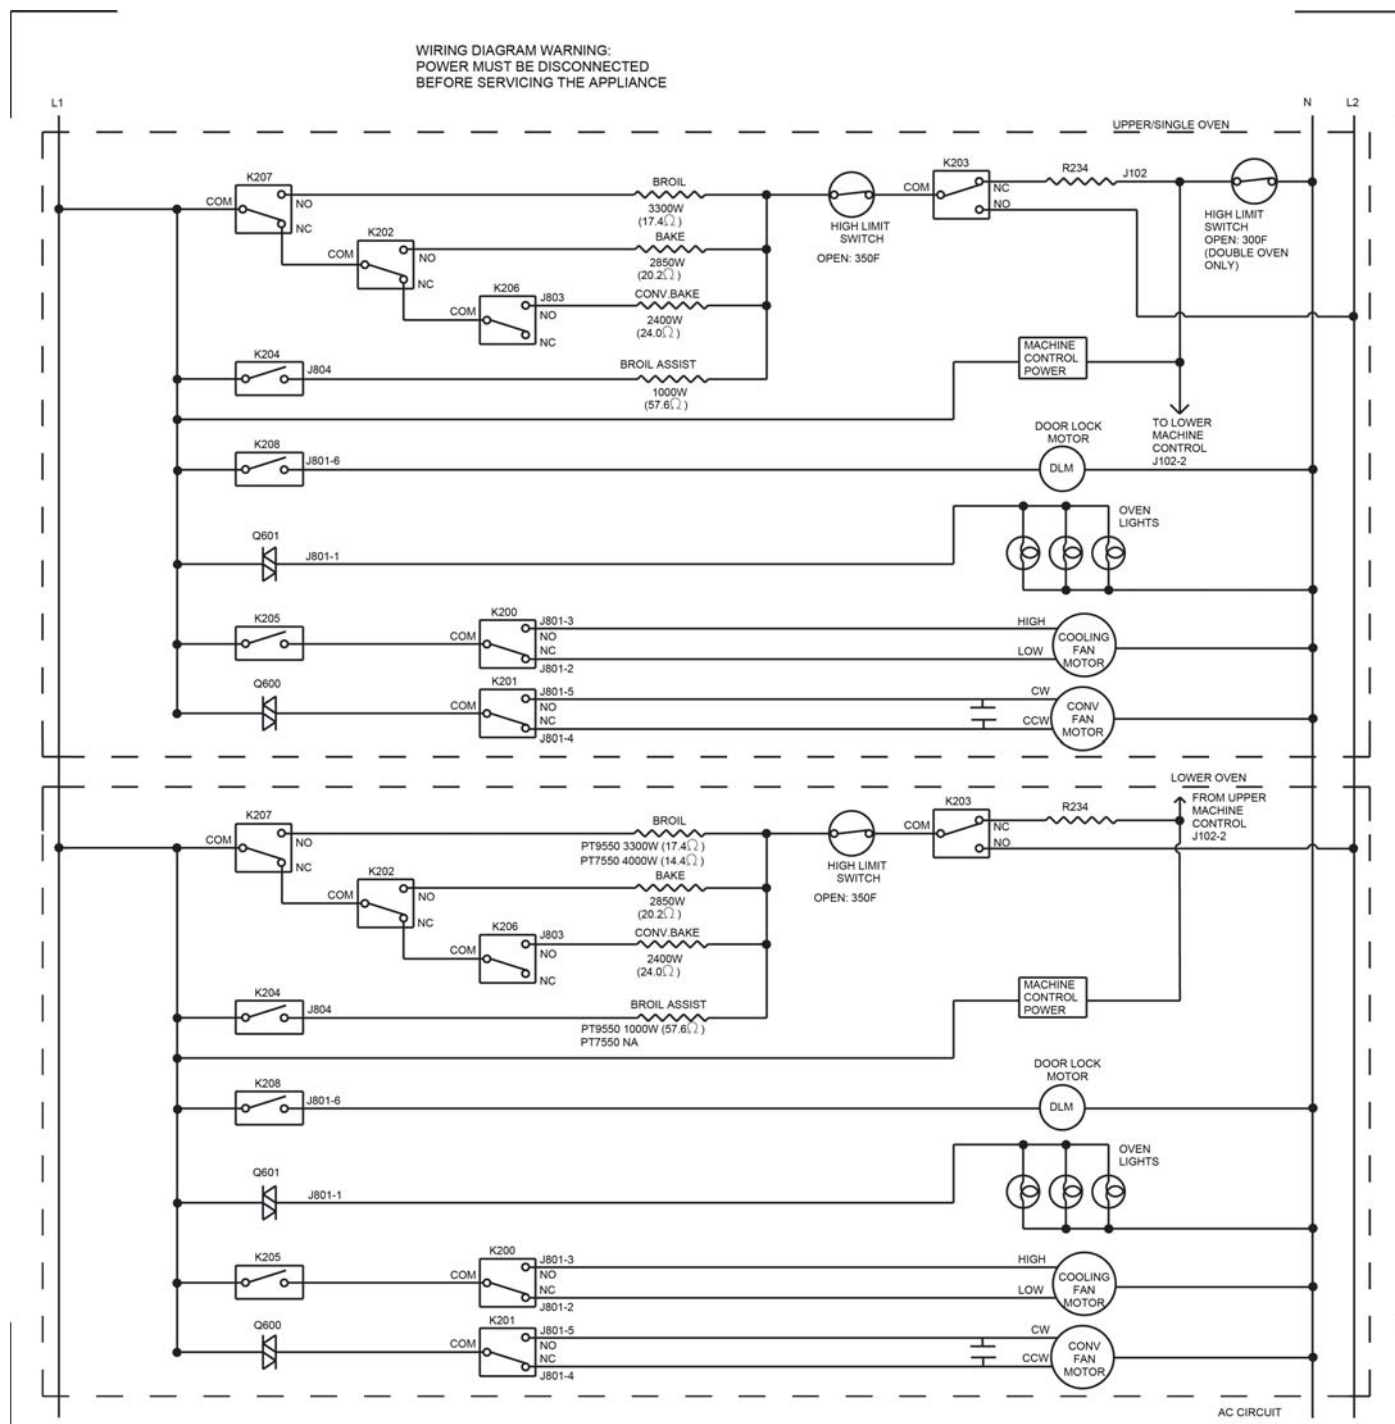 WIRING DIAGRAM WARNING:
POWER MUST BE DISCONNECTED
BEFORE SERVICING THE APPLIANCE
L1
N
L2
UPPER/SINGLE OVEN
K207
COM
NO
NC
BROIL
3300W
(17.4Ω)
K202
COM
NO
NC
BAKE
2850W
(20.2Ω)
K206
COM
J803
NO
NC
CONV.BAKE
2400W
(24.0Ω)
K204
J804
BROIL ASSIST
1000W
(57.6Ω)
HIGH LIMIT
SWITCH
OPEN: 350F
K203
COM
NC
NO
R234
J102
HIGH LIMIT
SWITCH
OPEN: 300F
(DOUBLE OVEN
ONLY)
MACHINE
CONTROL
POWER
TO LOWER
MACHINE
CONTROL
J102-2
K208
J801-6
DOOR LOCK
MOTOR
DLM
Q601
J801-1
OVEN
LIGHTS
K205
K200
COM
J801-3
NO
NC
J801-2
HIGH
LOW
COOLING
FAN
MOTOR
Q600
K201
COM
J801-5
NO
NC
J801-4
CW
CCW
CONV
FAN
MOTOR
LOWER OVEN
FROM UPPER
MACHINE
CONTROL
J102-2
K207
COM
NO
NC
BROIL
PT9550 3300W (17.4Ω)
PT7550 4000W (14.4Ω)
K202
COM
NO
NC
BAKE
2850W
(20.2Ω)
K206
COM
J803
NO
NC
CONV.BAKE
2400W
(24.0Ω)
K204
J804
BROIL ASSIST
PT9550 1000W (57.6Ω)
PT7550 NA
HIGH LIMIT
SWITCH
OPEN: 350F
K203
COM
NC
NO
R234
MACHINE
CONTROL
POWER
K208
J801-6
DOOR LOCK
MOTOR
DLM
Q601
J801-1
OVEN
LIGHTS
K205
K200
COM
J801-3
NO
NC
J801-2
HIGH
LOW
COOLING
FAN
MOTOR
Q600
K201
COM
J801-5
NO
NC
J801-4
CW
CCW
CONV
FAN
MOTOR
AC CIRCUIT